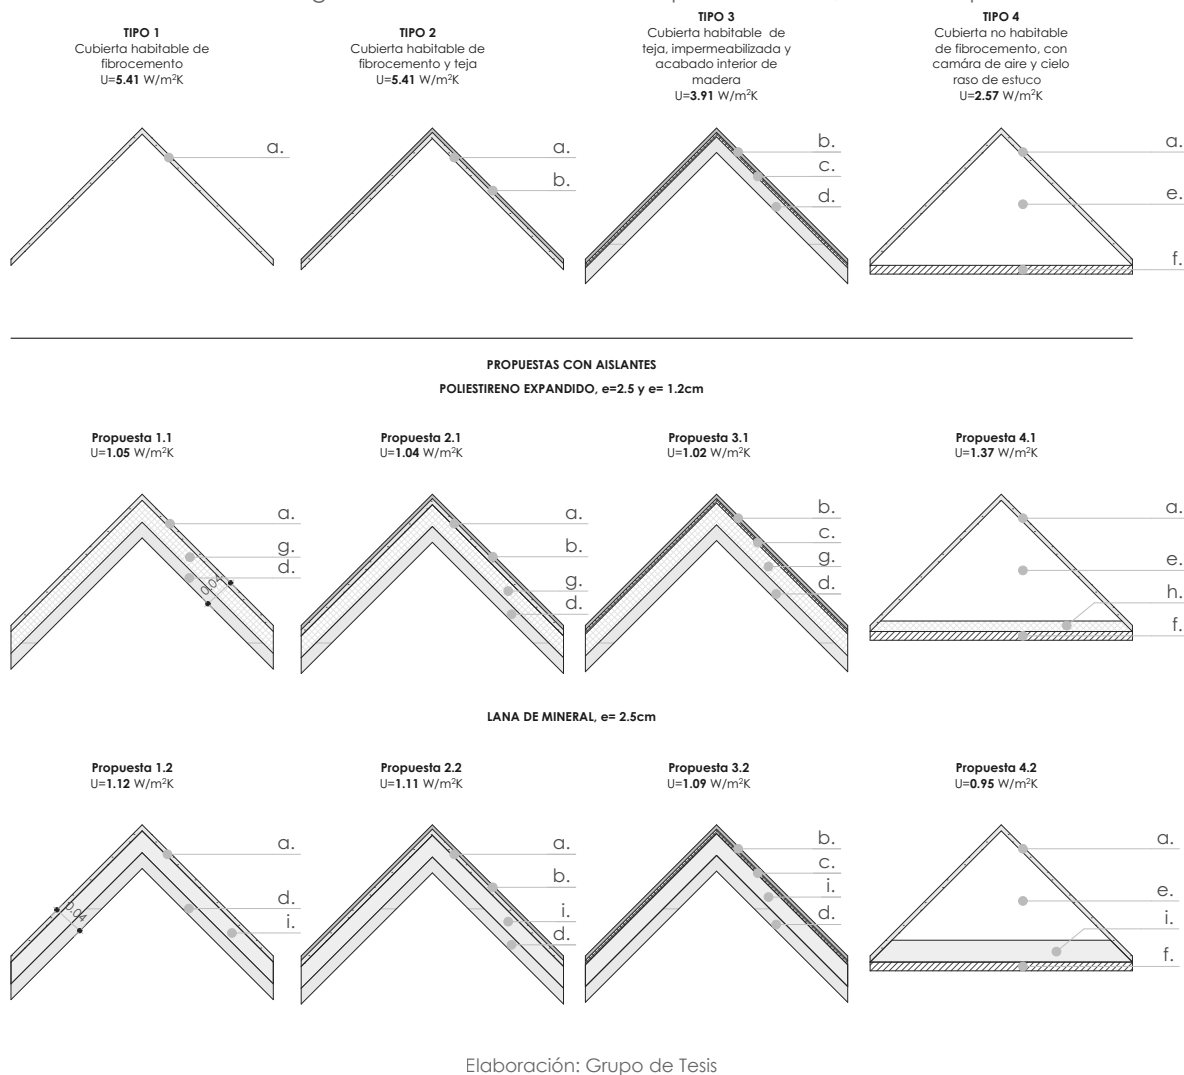 TIPO 1
Cubierta habitable de
fibrocemento
U=5.41 W/m²K
TIPO 2
Cubierta habitable de
fibrocemento y teja
U=5.41 W/m²K
TIPO 3
Cubierta habitable de
teja, impermeabilizada y
acabado interior de
madera
U=3.91 W/m²K
TIPO 4
Cubierta no habitable
de fibrocemento, con
camára de aire y cielo
raso de estuco
U=2.57 W/m²K
a.
a.
b.
b.
c.
d.
a.
e.
f.
PROPUESTAS CON AISLANTES
POLIESTIRENO EXPANDIDO, e=2.5 y e= 1.2cm
Propuesta 1.1
U=1.05 W/m²K
Propuesta 2.1
U=1.04 W/m²K
Propuesta 3.1
U=1.02 W/m²K
Propuesta 4.1
U=1.37 W/m²K
a.
g.
d.
0.04
a.
b.
g.
d.
b.
c.
g.
d.
a.
e.
h.
f.
LANA DE MINERAL, e= 2.5cm
Propuesta 1.2
U=1.12 W/m²K
Propuesta 2.2
U=1.11 W/m²K
Propuesta 3.2
U=1.09 W/m²K
Propuesta 4.2
U=0.95 W/m²K
a.
d.
i.
0.04
a.
b.
i.
d.
b.
c.
i.
d.
a.
e.
i.
f.
Elaboración: Grupo de Tesis